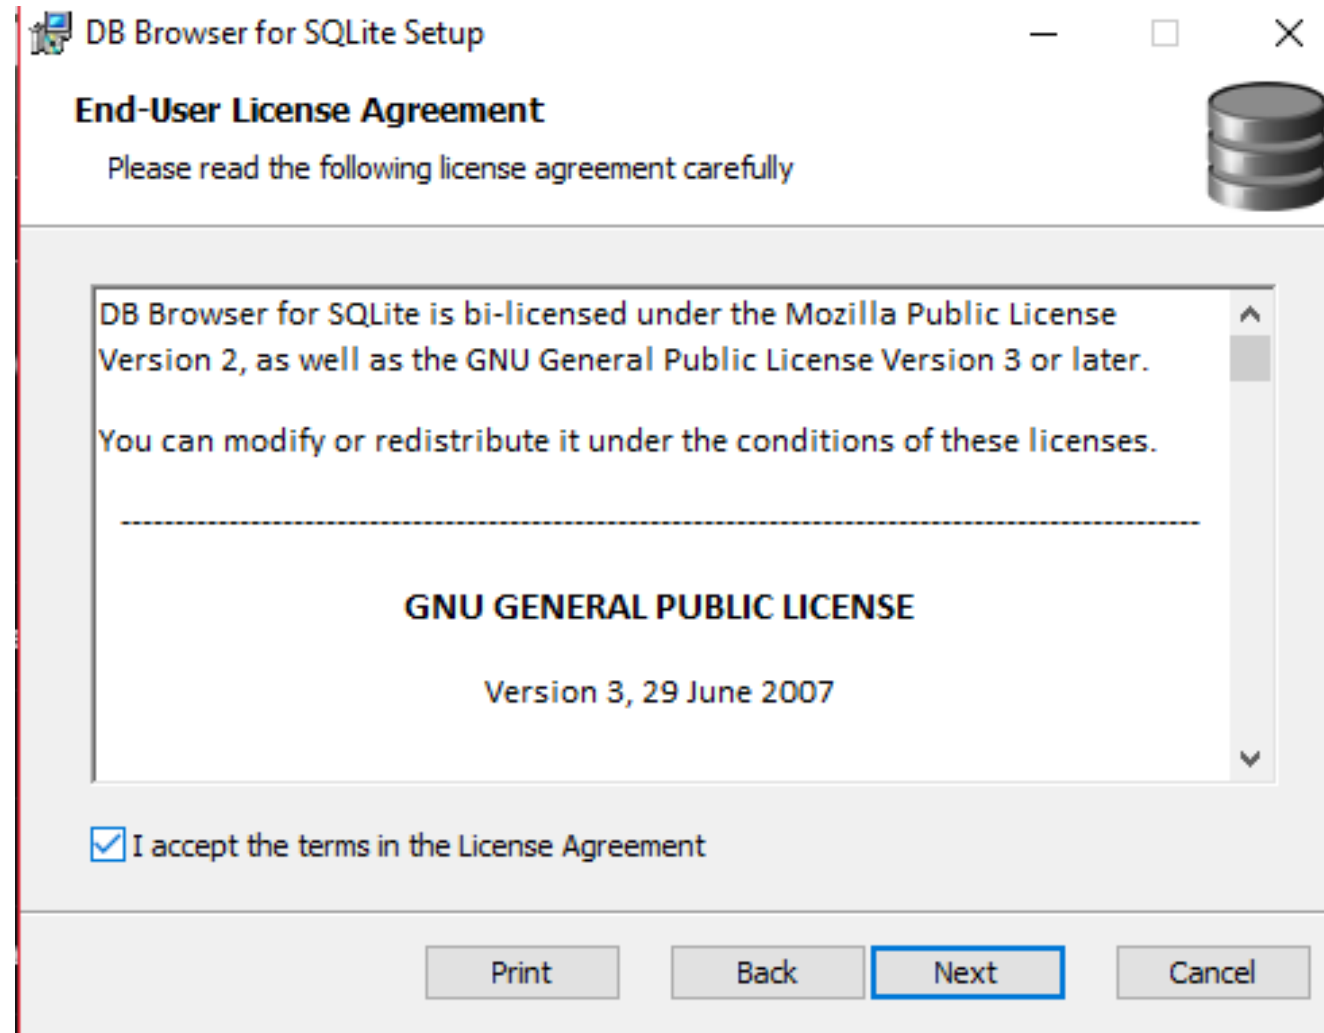 DB Browser for SQLite Setup
End-User License Agreement
Please read the following license agreement carefully
DB Browser for SQLite is bi-licensed under the Mozilla Public License
Version 2, as well as the GNU General Public License Version 3 or later.
You can modify or redistribute it under the conditions of these licenses.
--------------------------------------------------------------------------------
GNU GENERAL PUBLIC LICENSE
Version 3, 29 June 2007
I accept the terms in the License Agreement
Print Back Next Cancel